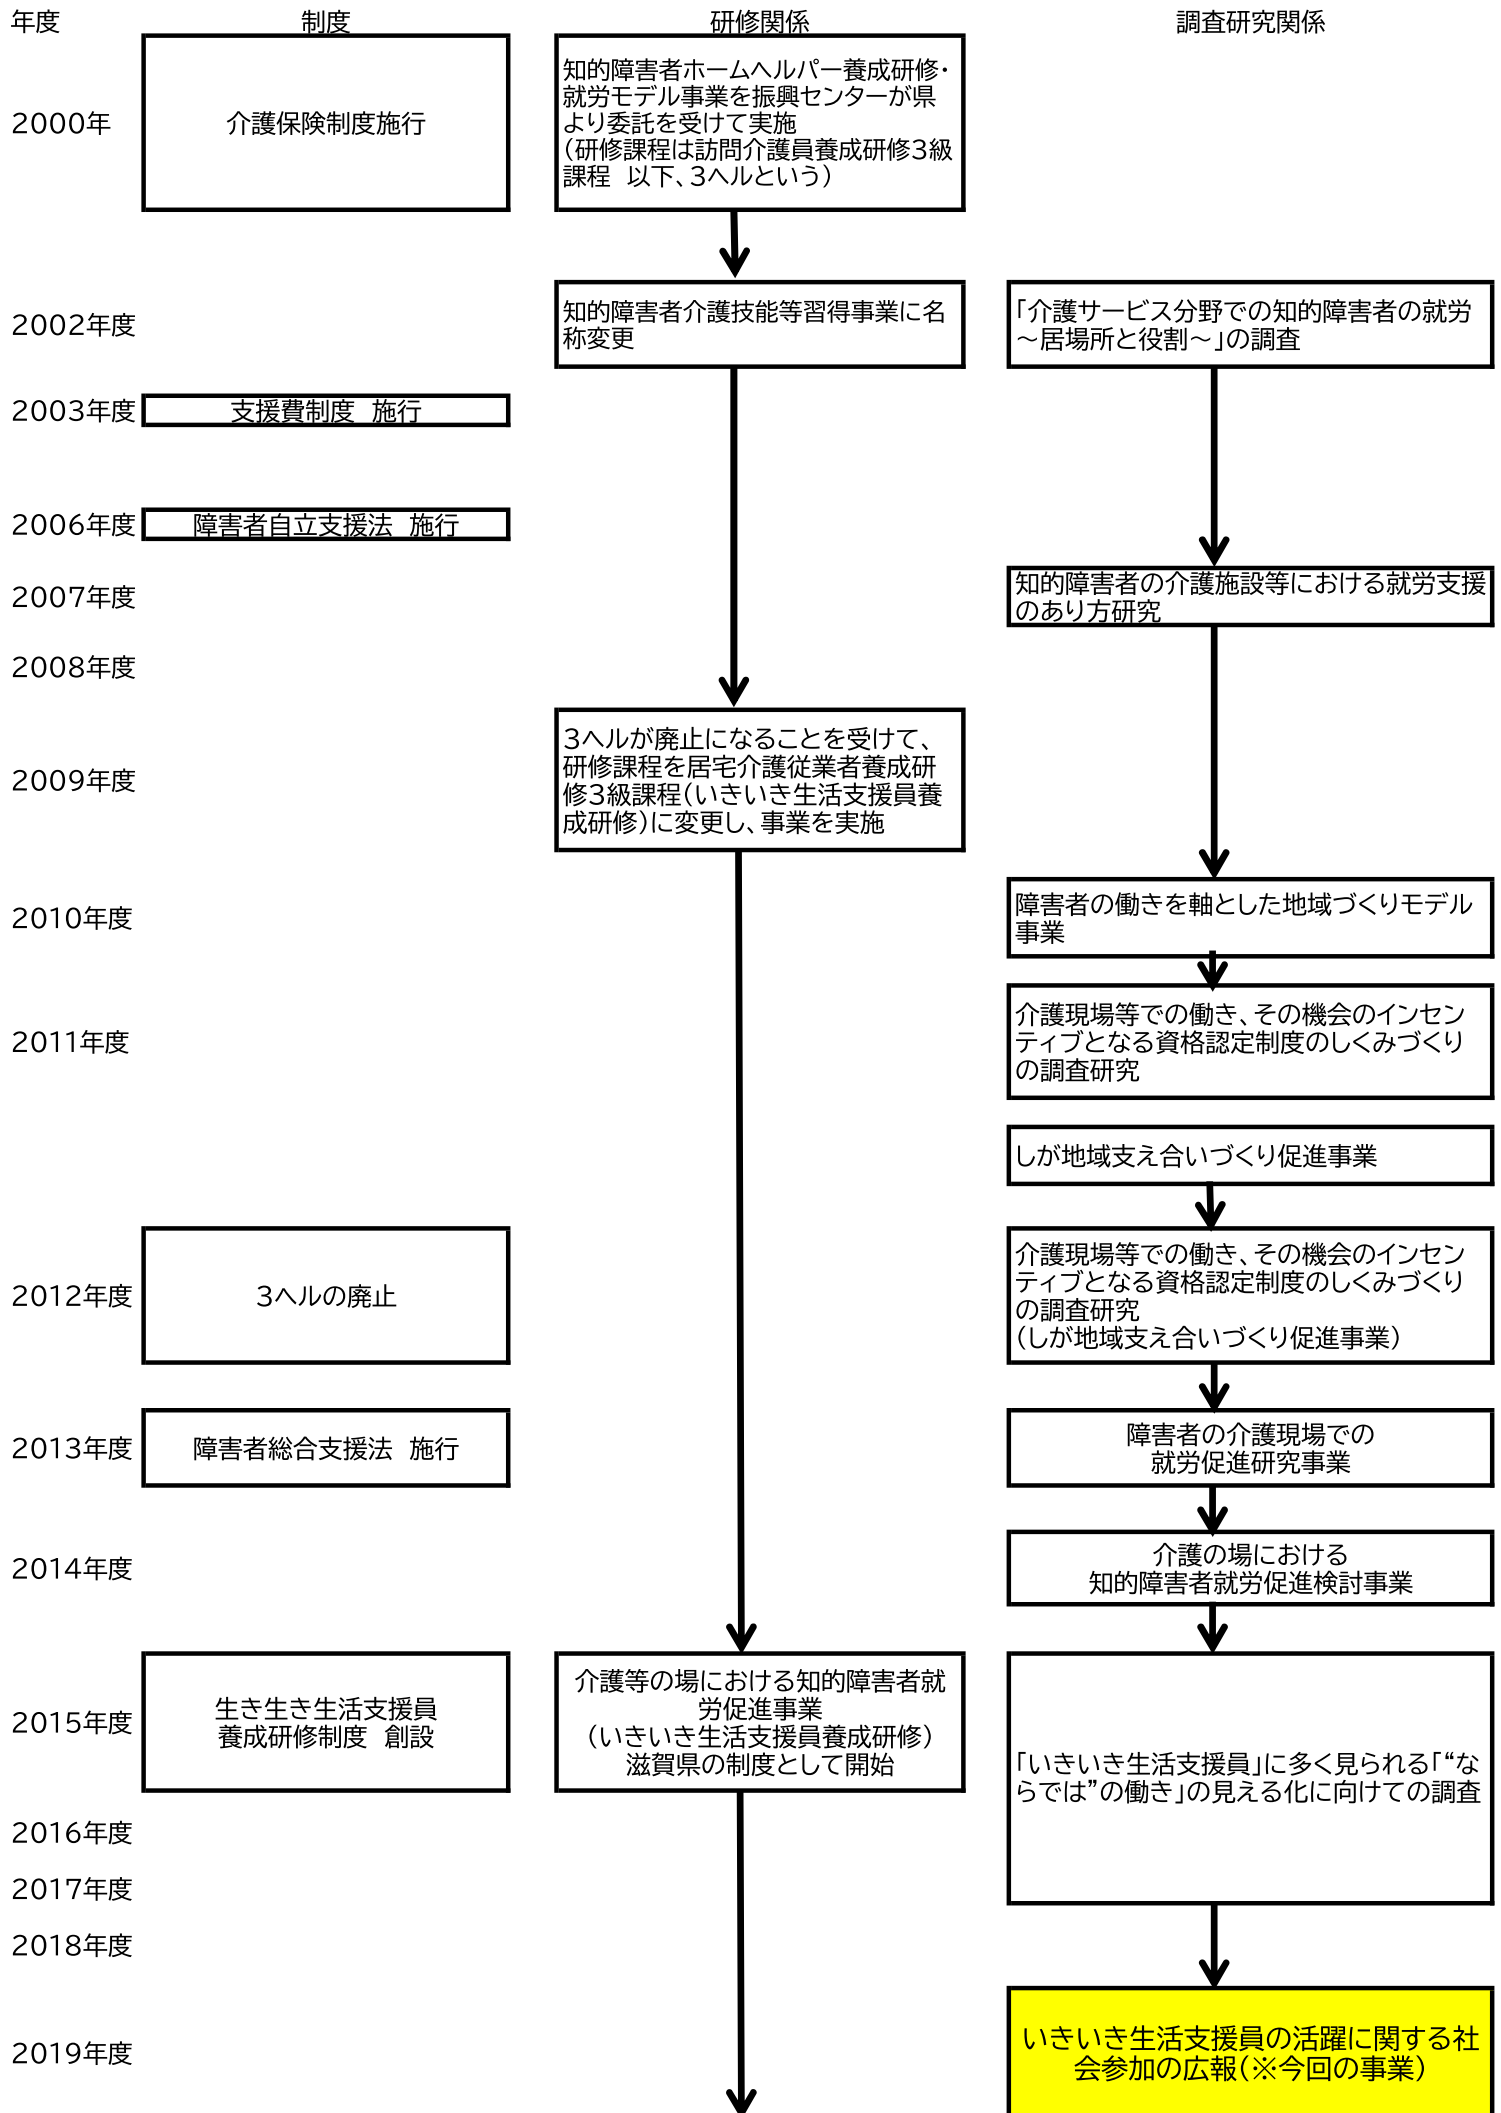 年度
制度
研修関係
調査研究関係
2000年
介護保険制度施行
知的障害者ホームヘルパー養成研修・
就労モデル事業を振興センターが県
より委託を受けて実施
（研修課程は訪問介護員養成研修３級
課程　以下、３ヘルという）
2002年度
知的障害者介護技能等習得事業に名
称変更
「介護サービス分野での知的障害者の就労
～居場所と役割～」の調査
2003年度
支援費制度　施行
2006年度
障害者自立支援法　施行
2007年度
知的障害者の介護施設等における就労支援
のあり方研究
2008年度
2009年度
３ヘルが廃止になることを受けて、
研修課程を居宅介護従業者養成研
修３級課程（いきいき生活支援員養
成研修）に変更し、事業を実施
2010年度
障害者の働きを軸とした地域づくりモデル
事業
2011年度
介護現場等での働き、その機会のインセン
ティブとなる資格認定制度のしくみづくり
の調査研究
しが地域支え合いづくり促進事業
2012年度
３ヘルの廃止
介護現場等での働き、その機会のインセン
ティブとなる資格認定制度のしくみづくり
の調査研究
（しが地域支え合いづくり促進事業）
2013年度
障害者総合支援法　施行
障害者の介護現場での
就労促進研究事業
2014年度
介護の場における
知的障害者就労促進検討事業
2015年度
生き生き生活支援員
養成研修制度　創設
介護等の場における知的障害者就
労促進事業
（いきいき生活支援員養成研修）
滋賀県の制度として開始
「いきいき生活支援員」に多く見られる「“な
らでは”の働き」の見える化に向けての調査
2016年度
2017年度
2018年度
2019年度
いきいき生活支援員の活躍に関する社
会参加の広報（※今回の事業）